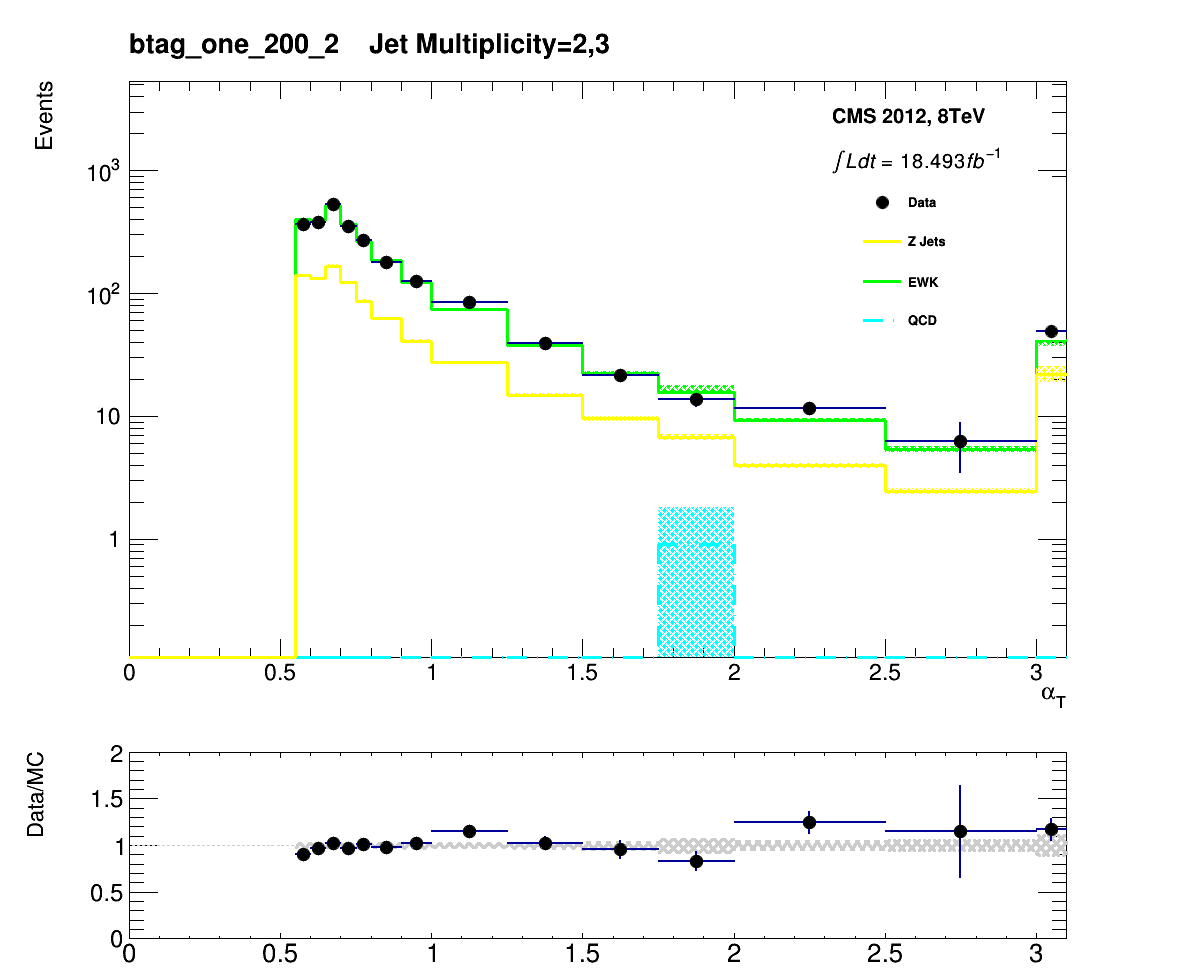 btag_one_200_2 Jet Multiplicity=2,3
Events
CMS 2012, 8TeV
∫Ldt = 18.493fb⁻¹
Data
Z Jets
EWK
QCD
10³
10²
10
1
0 0.5 1 1.5 2 2.5 3
α_T
Data/MC
2
1.5
1
0.5
0
0 0.5 1 1.5 2 2.5 3